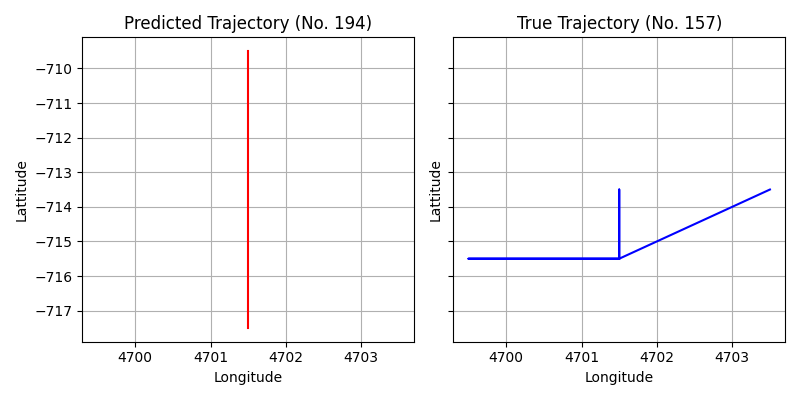 Predicted Trajectory (No. 194)
True Trajectory (No. 157)
−710
−711
−712
−713
−714
−715
−716
−717
Lattitude
Lattitude
4700 4701 4702 4703
4700 4701 4702 4703
Longitude
Longitude